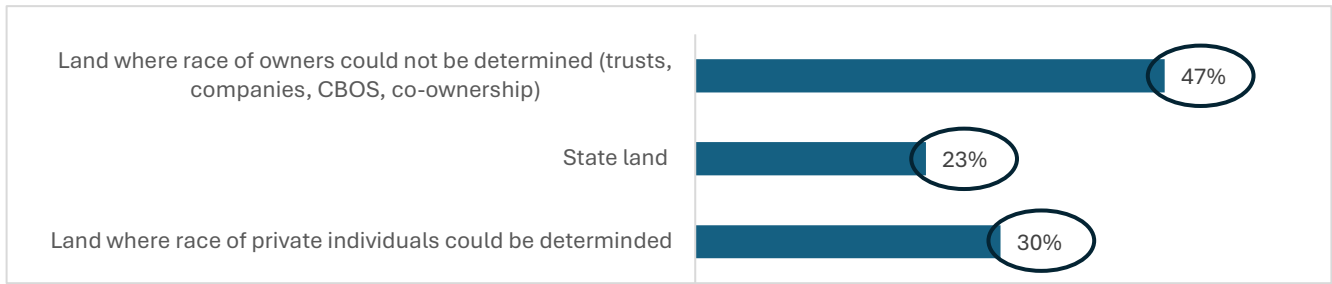 Land where race of owners could not be determined (trusts,
companies, CBOS, co-ownership)
47%
State land
23%
Land where race of private individuals could be determinded
30%